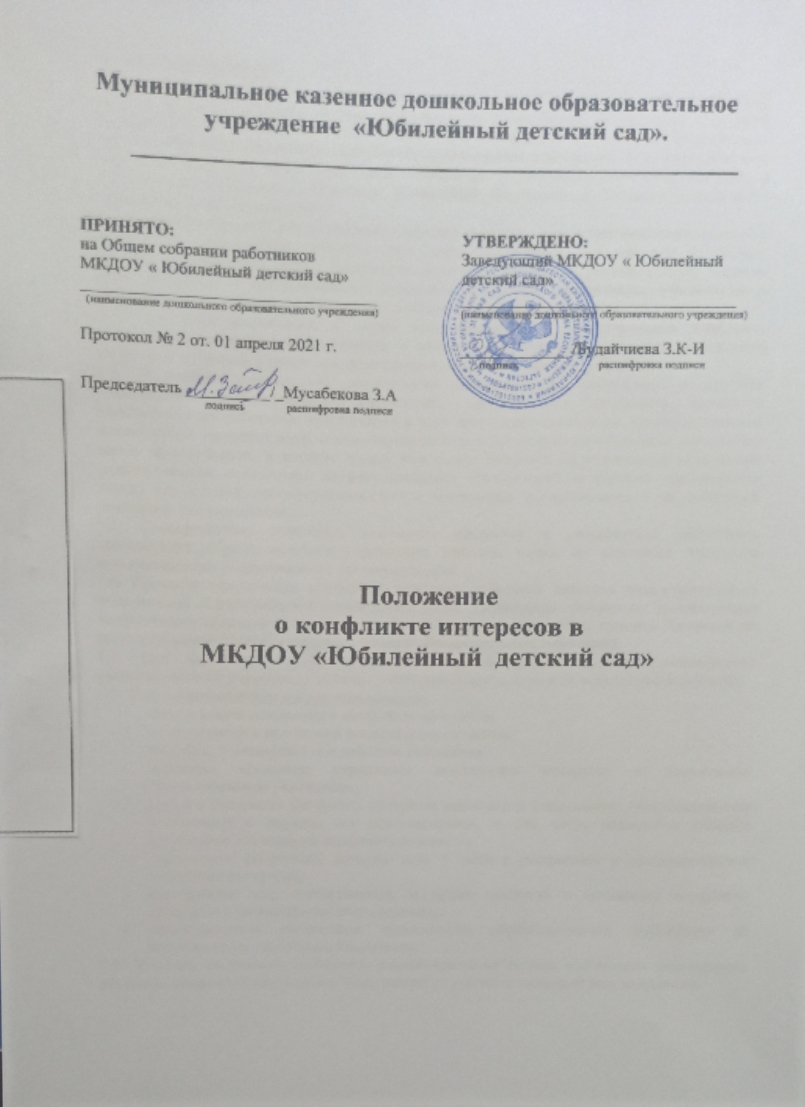 Муниципальное казенное дошкольное образовательное
учреждение «Юбилейный детский сад».
ПРИНЯТО:
на Общем собрании работников
МКДОУ « Юбилейный детский сад»
(наименование дошкольного образовательного учреждения)
Протокол № 2 от. 01 апреля 2021 г.
Председатель Мусабекова З.А
подпись расшифровка подписи
УТВЕРЖДЕНО:
Заведующий МКДОУ « Юбилейный
детский сад»
(наименование дошкольного образовательного учреждения)
/Будайчиева З.К-И
подпись расшифровка подписи
Положение
о конфликте интересов в
МКДОУ «Юбилейный детский сад»